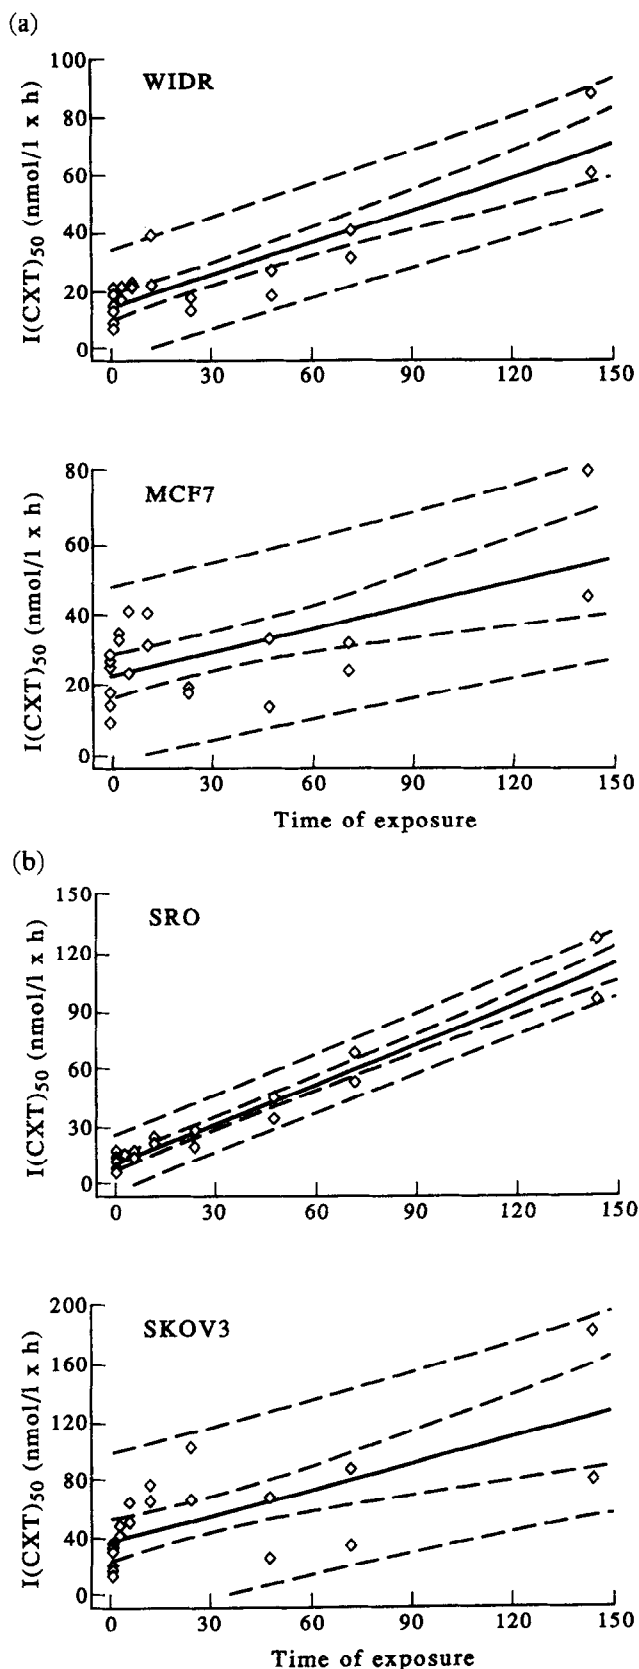 (a)
WIDR
I(CXT)50 (nmol/l x h)
100
80
60
40
20
0
0 30 60 90 120 150
MCF7
I(CXT)50 (nmol/l x h)
80
60
40
20
0
0 30 60 90 120 150
Time of exposure
(b)
SRO
I(CXT)50 (nmol/l x h)
150
120
90
60
30
0
0 30 60 90 120 150
SKOV3
I(CXT)50 (nmol/l x h)
200
160
120
80
40
0
0 30 60 90 120 150
Time of exposure